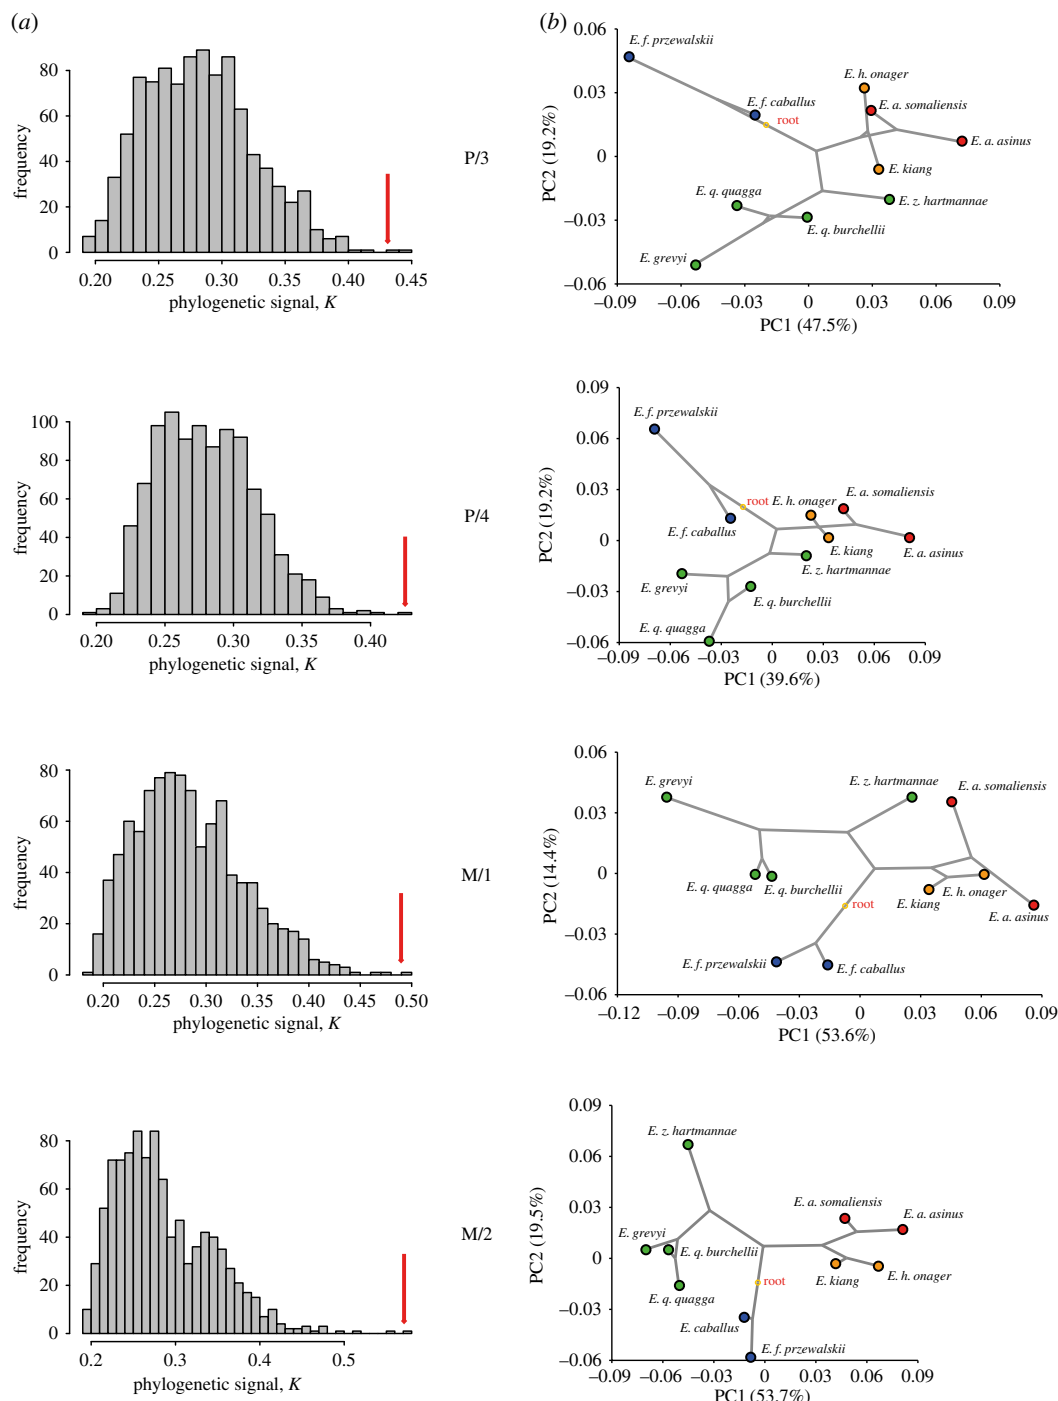 (a)
(b)
80
60
40
20
0
frequency
0.20 0.25 0.30 0.35 0.40 0.45
phylogenetic signal, K
P/3
0.06
0.03
0
–0.03
–0.06
PC2 (19.2%)
E. f. przewalskii
E. h. onager
E. f. caballus
root
E. a. somaliensis
E. a. asinus
E. kiang
E. q. quagga
E. z. hartmannae
E. q. burchellii
E. grevyi
–0.09 –0.06 –0.03 0 0.03 0.06 0.09
PC1 (47.5%)
100
80
60
40
20
0
frequency
0.20 0.25 0.30 0.35 0.40
phylogenetic signal, K
P/4
0.09
0.06
0.03
0
–0.03
–0.06
PC2 (19.2%)
E. f. przewalskii
root
E. h. onager
E. a. somaliensis
E. f. caballus
E. kiang
E. a. asinus
E. z. hartmannae
E. grevyi
E. q. burchellii
E. q. quagga
–0.09 –0.06 –0.03 0 0.03 0.06 0.09
PC1 (39.6%)
80
60
40
20
0
frequency
0.20 0.25 0.30 0.35 0.40 0.45 0.50
phylogenetic signal, K
M/1
0.06
0.03
0
–0.03
–0.06
PC2 (14.4%)
E. grevyi
E. z. hartmannae
E. a. somaliensis
E. q. quagga
E. q. burchellii
E. h. onager
E. kiang
root
E. a. asinus
E. f. przewalskii
E. f. caballus
–0.12 –0.09 –0.06 –0.03 0 0.03 0.06 0.09
PC1 (53.6%)
80
60
40
20
0
frequency
0.2 0.3 0.4 0.5
phylogenetic signal, K
M/2
0.09
0.06
0.03
0
–0.03
–0.06
PC2 (19.5%)
E. z. hartmannae
E. a. somaliensis
E. a. asinus
E. grevyi
E. q. burchellii
E. kiang
E. h. onager
root
E. q. quagga
E. caballus
E. f. przewalskii
–0.09 –0.06 –0.03 0 0.03 0.06 0.09
PC1 (53.7%)